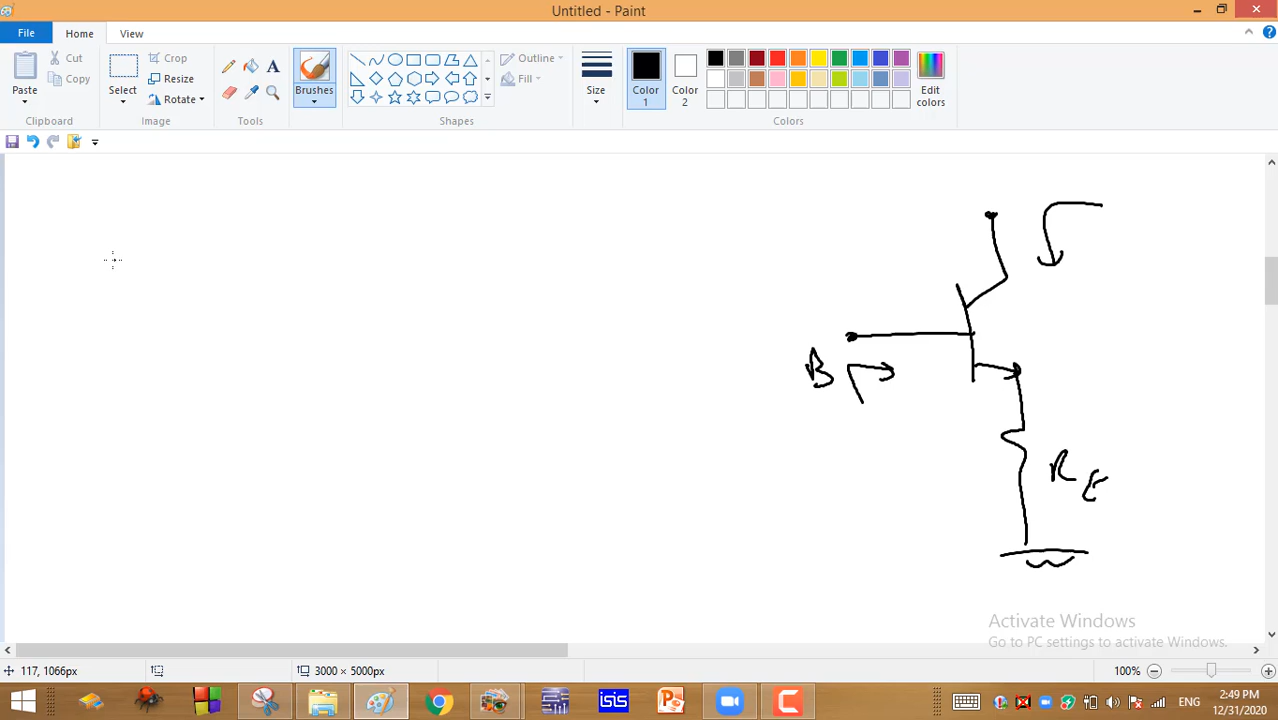 Untitled - Paint
File Home View
Cut
Copy
Paste
Clipboard
Crop
Resize
Rotate
Select
Image
A
Tools
Brushes
Outline
Fill
Shapes
Size
Color 1
Color 2
Edit colors
Colors
B
R E
Activate Windows
Go to PC settings to activate Windows.
117, 1066px
3000 × 5000px
100%
isis
ENG
2:49 PM
12/31/2020